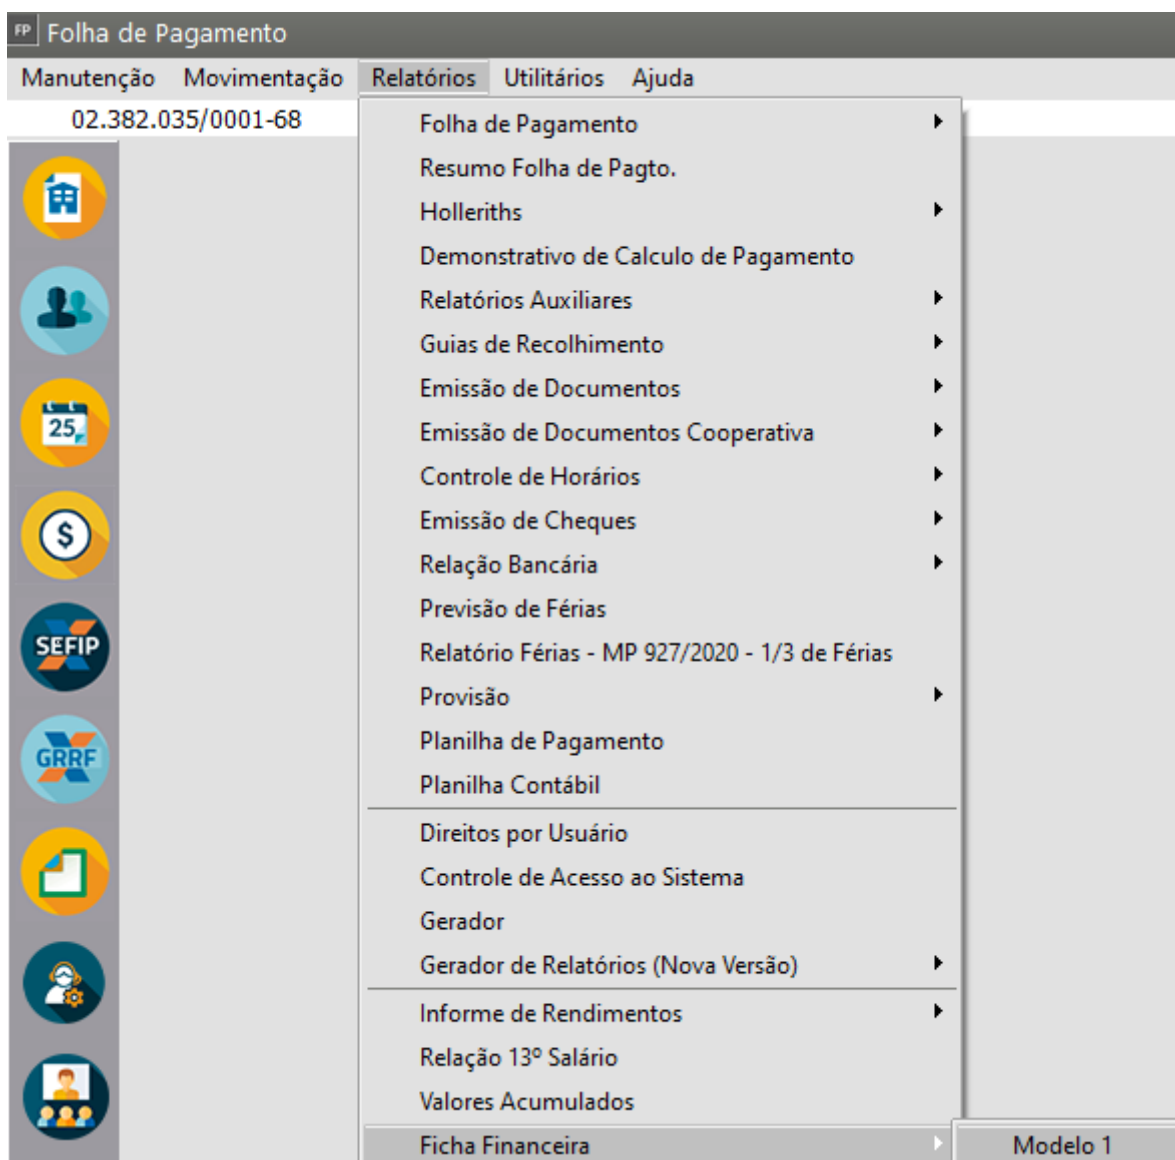 FP Folha de Pagamento
Manutenção Movimentação Relatórios Utilitários Ajuda
02.382.035/0001-68
Folha de Pagamento
Resumo Folha de Pagto.
Holleriths
Demonstrativo de Calculo de Pagamento
Relatórios Auxiliares
Guias de Recolhimento
Emissão de Documentos
25
Emissão de Documentos Cooperativa
Controle de Horários
Emissão de Cheques
$
Relação Bancária
Previsão de Férias
SEFIP
Relatório Férias - MP 927/2020 - 1/3 de Férias
Provisão
Planilha de Pagamento
GRRF
Planilha Contábil
Direitos por Usuário
Controle de Acesso ao Sistema
Gerador
Gerador de Relatórios (Nova Versão)
Informe de Rendimentos
Relação 13º Salário
Valores Acumulados
Ficha Financeira Modelo 1